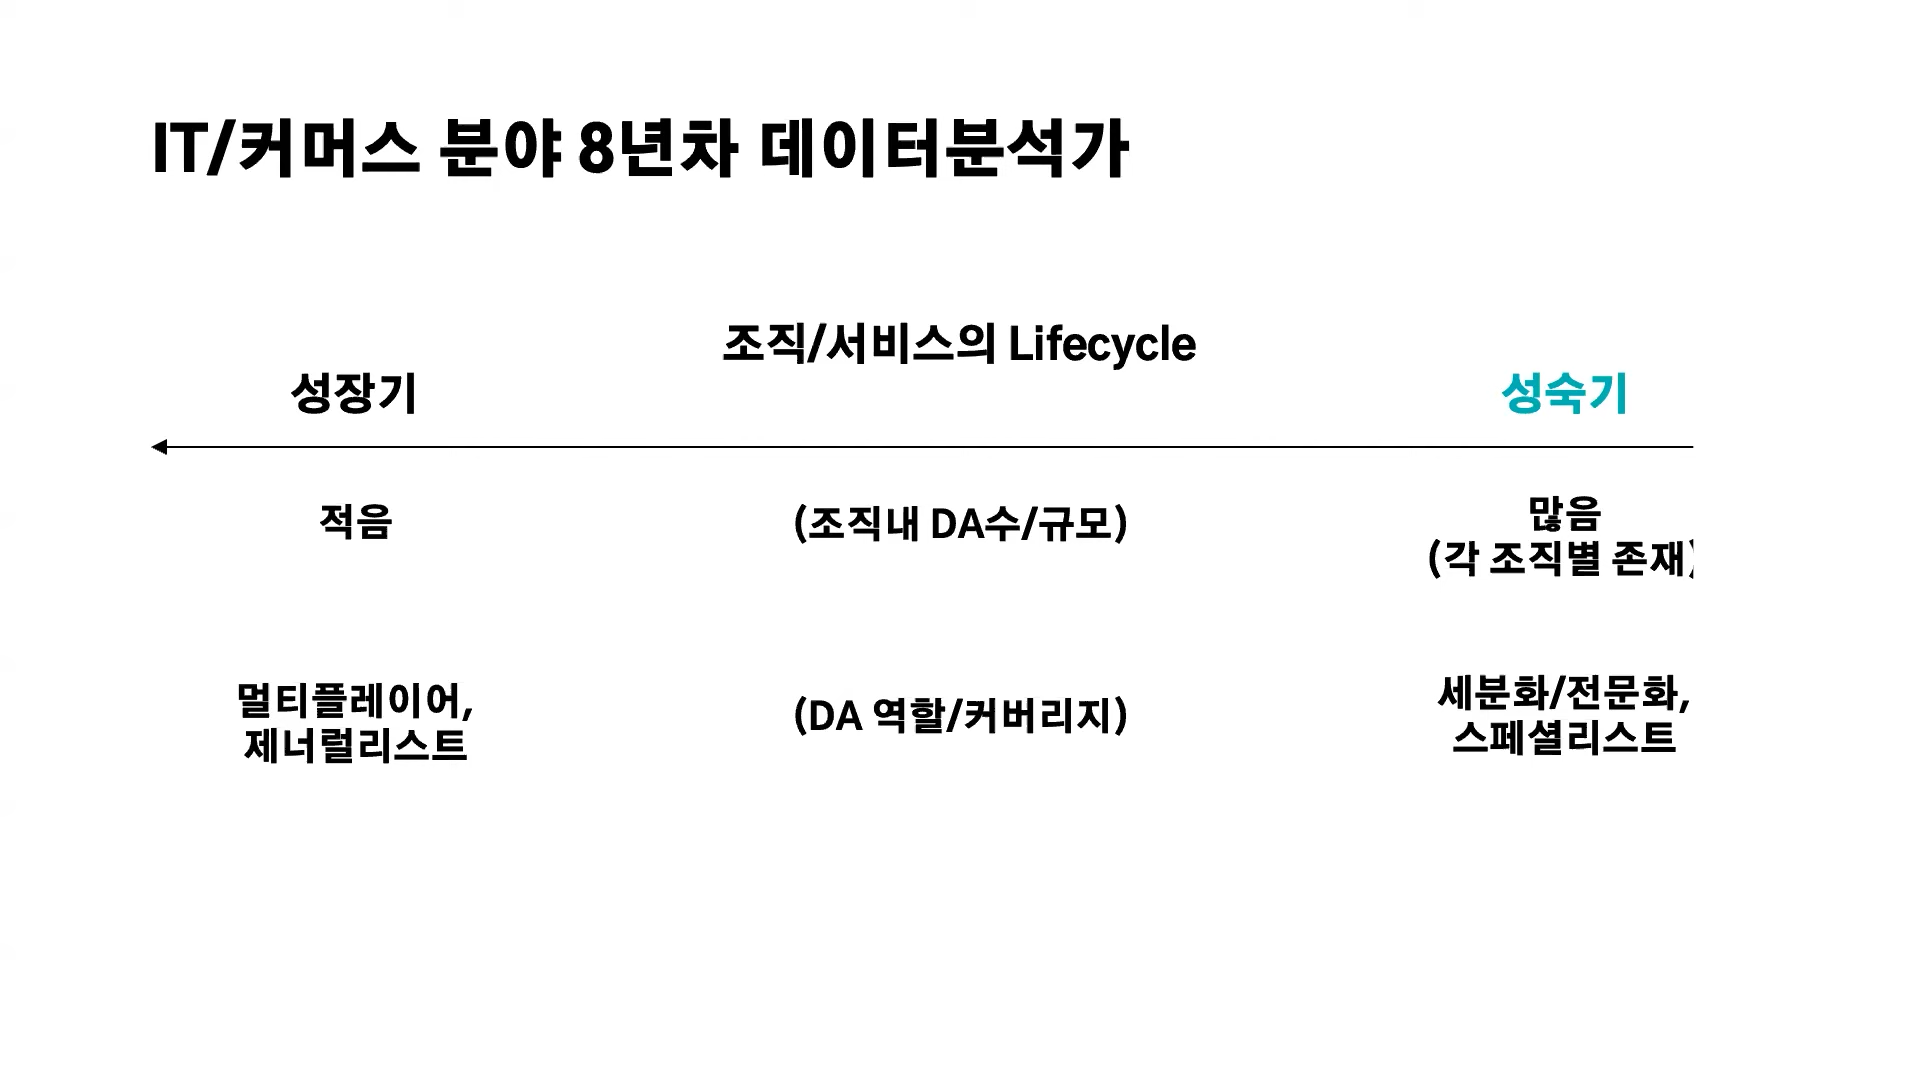 IT/커머스 분야 8년차 데이터분석가
조직/서비스의 Lifecycle
성장기
성숙기
적음
(조직내 DA수/규모)
많음
(각 조직별 존재)
멀티플레이어,
제너럴리스트
(DA 역할/커버리지)
세분화/전문화,
스페셜리스트